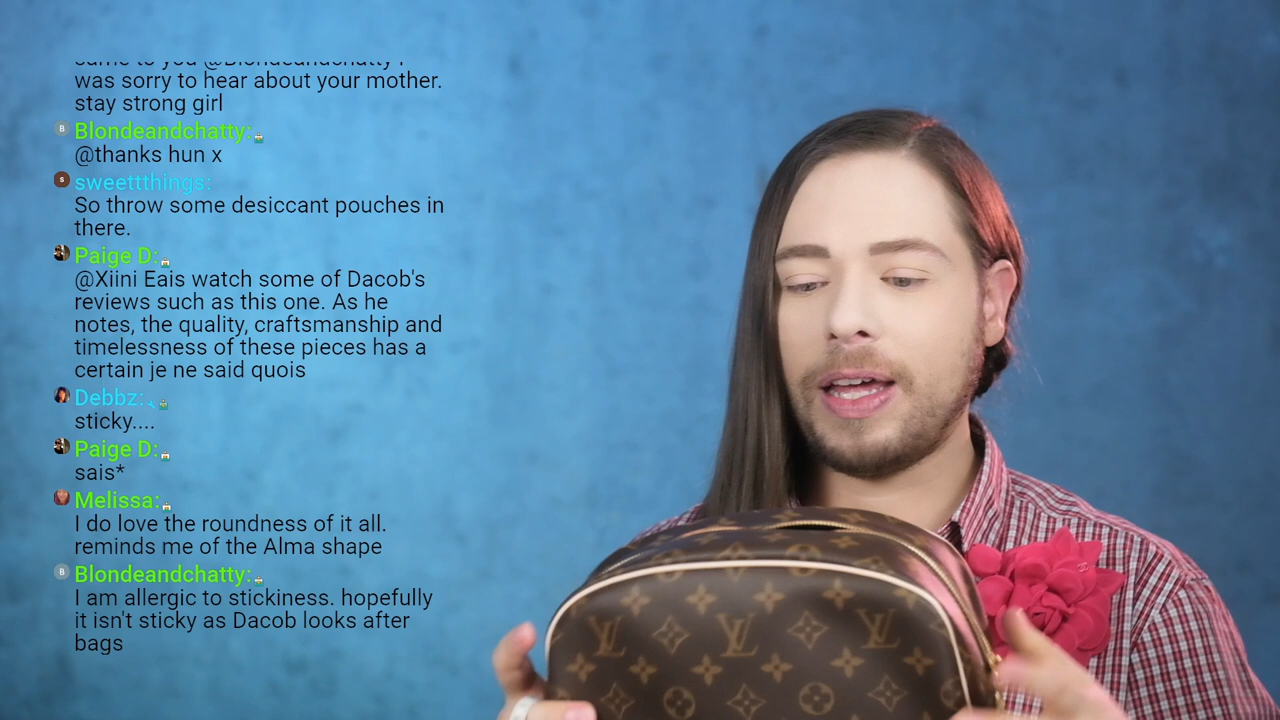 was sorry to hear about your mother.
stay strong girl
B
Blondeandchatty:
@thanks hun x
s
sweettthings:
So throw some desiccant pouches in
there.
Paige D:
@Xiini Eais watch some of Dacob's
reviews such as this one. As he
notes, the quality, craftsmanship and
timelessness of these pieces has a
certain je ne said quois
Debbz:
sticky....
Paige D:
sais*
Melissa:
I do love the roundness of it all.
reminds me of the Alma shape
B
Blondeandchatty:
I am allergic to stickiness. hopefully
it isn't sticky as Dacob looks after
bags
LV LV LV